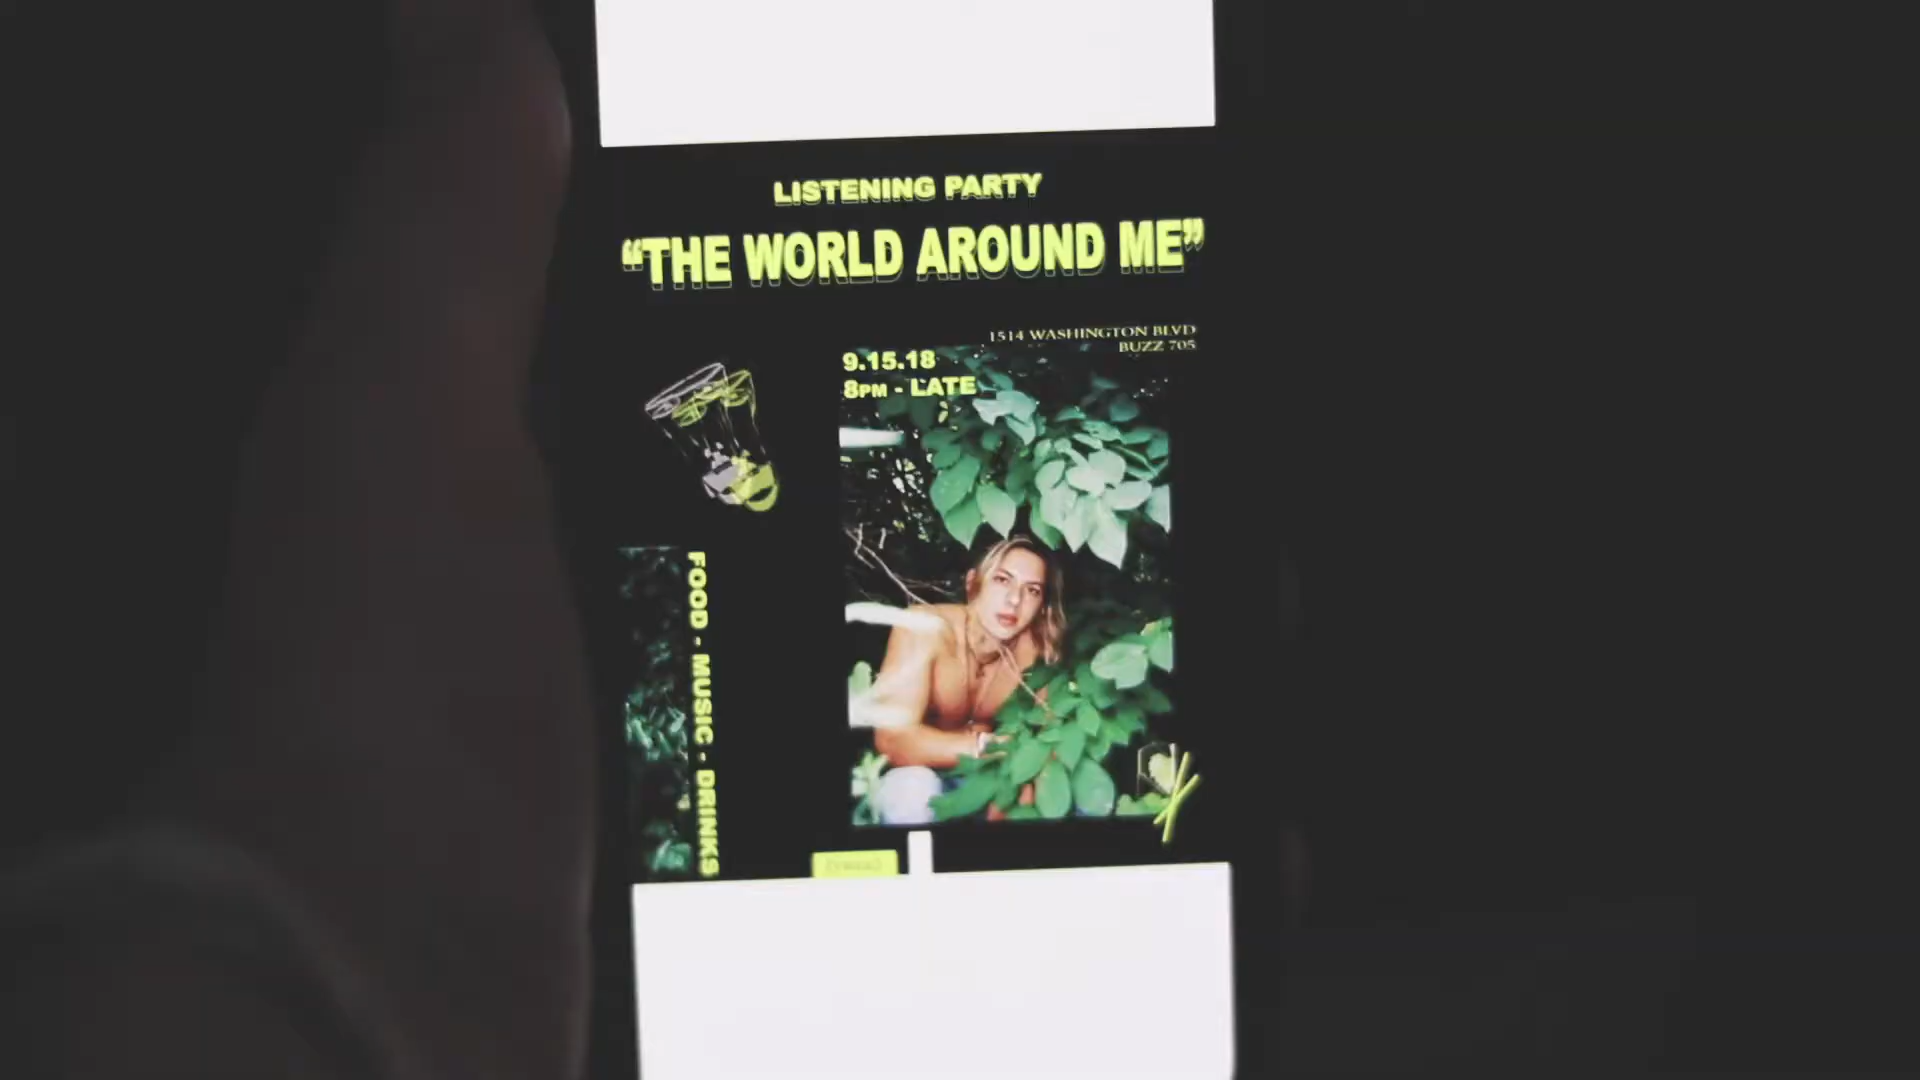 LISTENING PARTY
“THE WORLD AROUND ME”
1514 WASHINGTON BLVD
BUZZ 705
9.15.18
8PM - LATE
FOOD - MUSIC - DRINKS